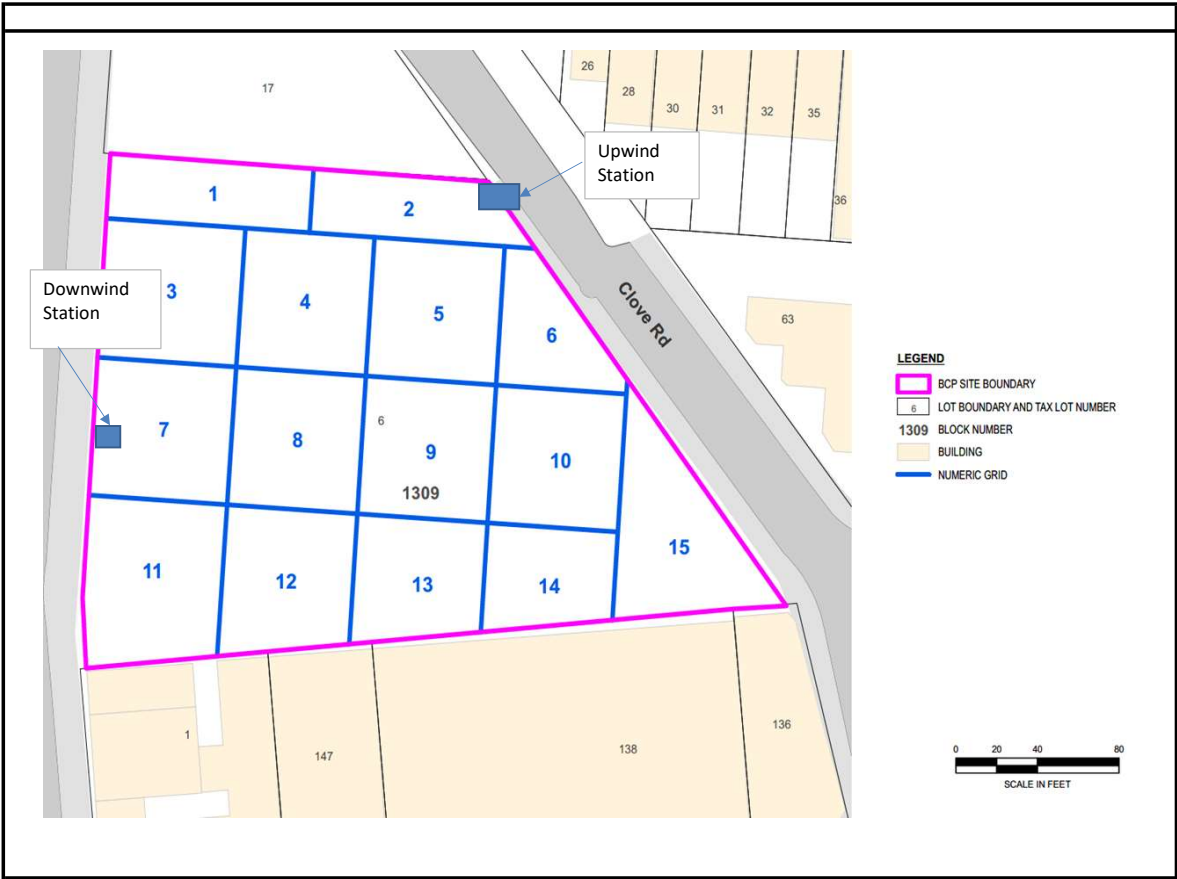 17
26
28
30
31
32
35
36
Upwind
Station
1
2
Downwind
Station
3
4
5
6
Clove Rd
63
7
8
6
9
1309
10
11
12
13
14
15
1
147
138
136
LEGEND
BCP SITE BOUNDARY
6 LOT BOUNDARY AND TAX LOT NUMBER
1309 BLOCK NUMBER
BUILDING
NUMERIC GRID
0 20 40 80
SCALE IN FEET